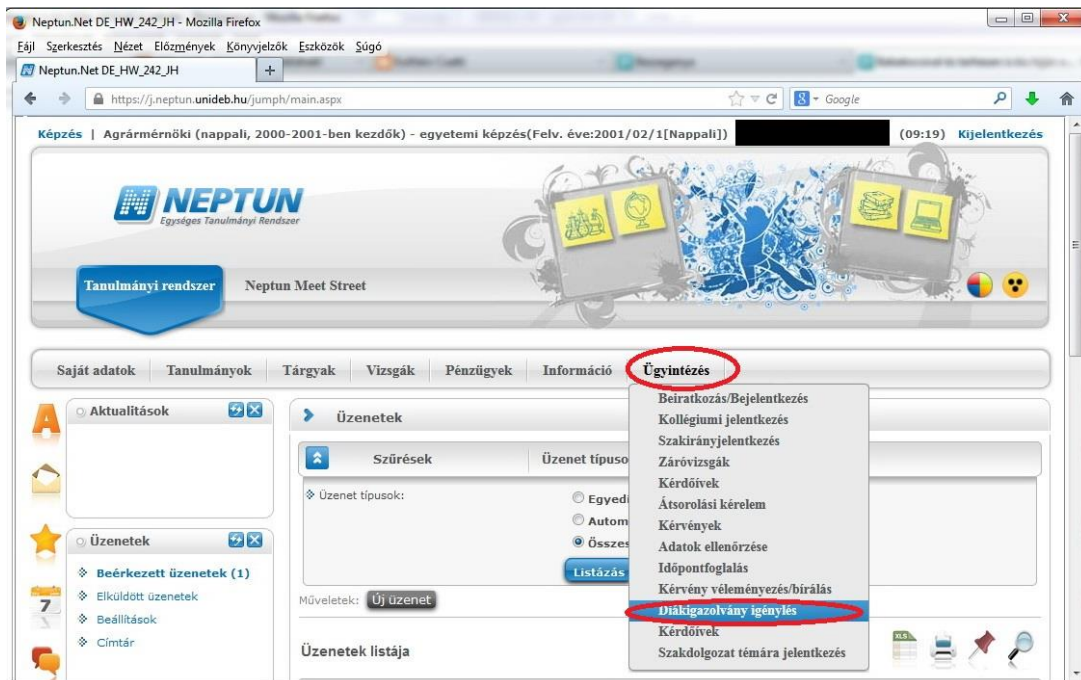 Neptun.Net DE_HW_242_JH - Mozilla Firefox
Fájl Szerkesztés Nézet Előzmények Könyvjelzők Eszközök Súgó
Neptun.Net DE_HW_242_JH
https://j.neptun.unideb.hu/jumph/main.aspx
Google
Képzés | Agrármérnöki (nappali, 2000-2001-ben kezdők) - egyetemi képzés(Felv. éve:2001/02/1[Nappali]) (09:19) Kijelentkezés
NEPTUN
Egységes Tanulmányi Rendszer
Tanulmányi rendszer Neptun Meet Street
Saját adatok Tanulmányok Tárgyak Vizsgák Pénzügyek Információ Ügyintézés
Beiratkozás/Bejelentkezés
Kollégiumi jelentkezés
Szakirányjelentkezés
Záróvizsgák
Kérdőívek
Átsorolási kérelem
Kérvények
Adatok ellenőrzése
Időpontfoglalás
Kérvény véleményezés/bírálás
Diákigazolvány igénylés
Kérdőívek
Szakdolgozat témára jelentkezés
Aktualitások
Üzenetek
Beérkezett üzenetek (1)
Elküldött üzenetek
Beállítások
Címtár
7
Üzenetek
Szűrések Üzenet típuso
Üzenet típusok:
Egyedi
Autom
Összes
Listázás
Műveletek: Új üzenet
Üzenetek listája
XLS